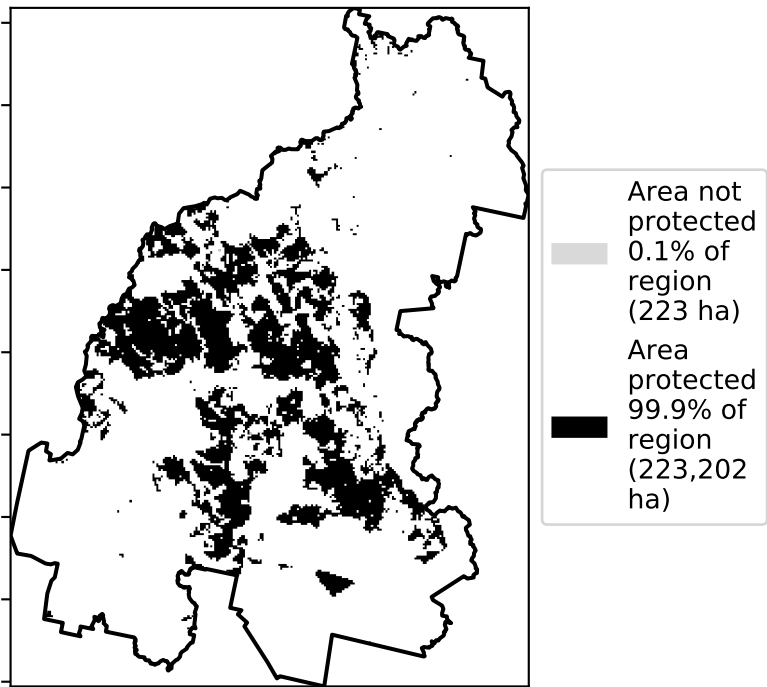 Area not
protected
0.1% of
region
(223 ha)
Area
protected
99.9% of
region
(223,202
ha)